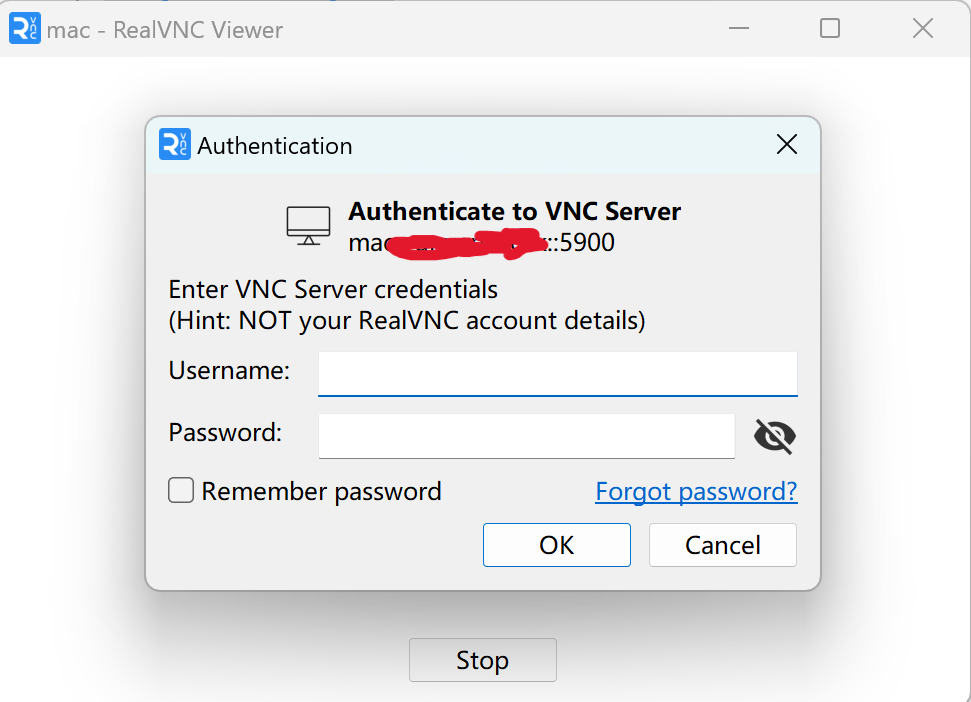 mac - RealVNC Viewer
Authentication
Authenticate to VNC Server
mac :::5900
Enter VNC Server credentials
(Hint: NOT your RealVNC account details)
Username:
Password:
Remember password
Forgot password?
OK
Cancel
Stop